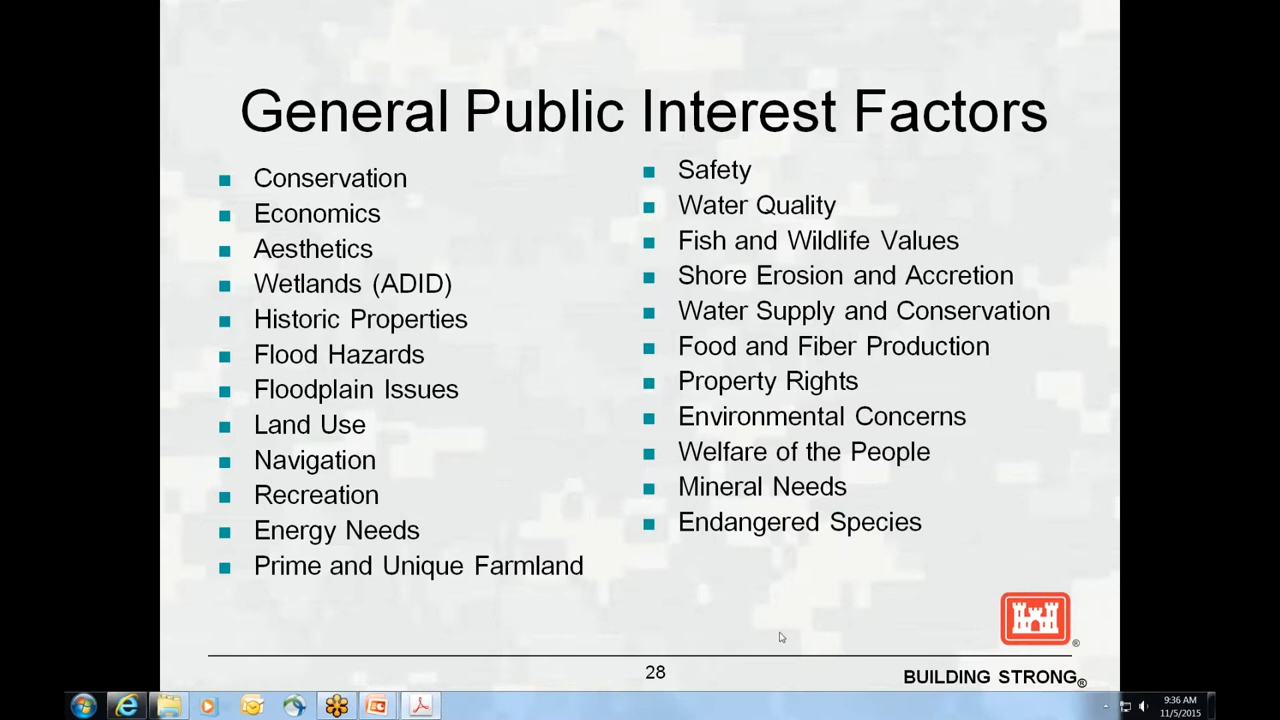 General Public Interest Factors
Conservation
Economics
Aesthetics
Wetlands (ADID)
Historic Properties
Flood Hazards
Floodplain Issues
Land Use
Navigation
Recreation
Energy Needs
Prime and Unique Farmland
Safety
Water Quality
Fish and Wildlife Values
Shore Erosion and Accretion
Water Supply and Conservation
Food and Fiber Production
Property Rights
Environmental Concerns
Welfare of the People
Mineral Needs
Endangered Species
®
28
BUILDING STRONG®
9:36 AM
11/5/2015